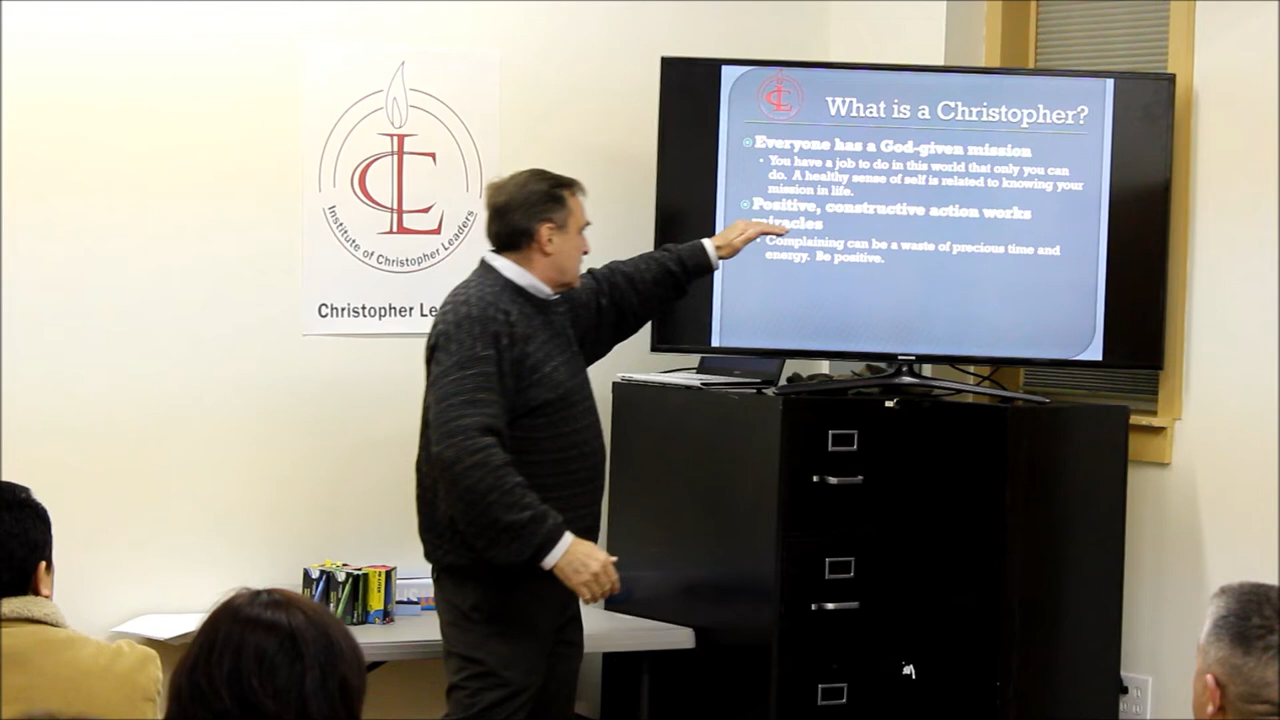 Institute of Christopher Leaders
Christopher Le
What is a Christopher?
Everyone has a God-given mission
You have a job to do in this world that only you can
do. A healthy sense of self is related to knowing your
mission in life.
Positive, constructive action works
miracles
Complaining can be a waste of precious time and
energy. Be positive.